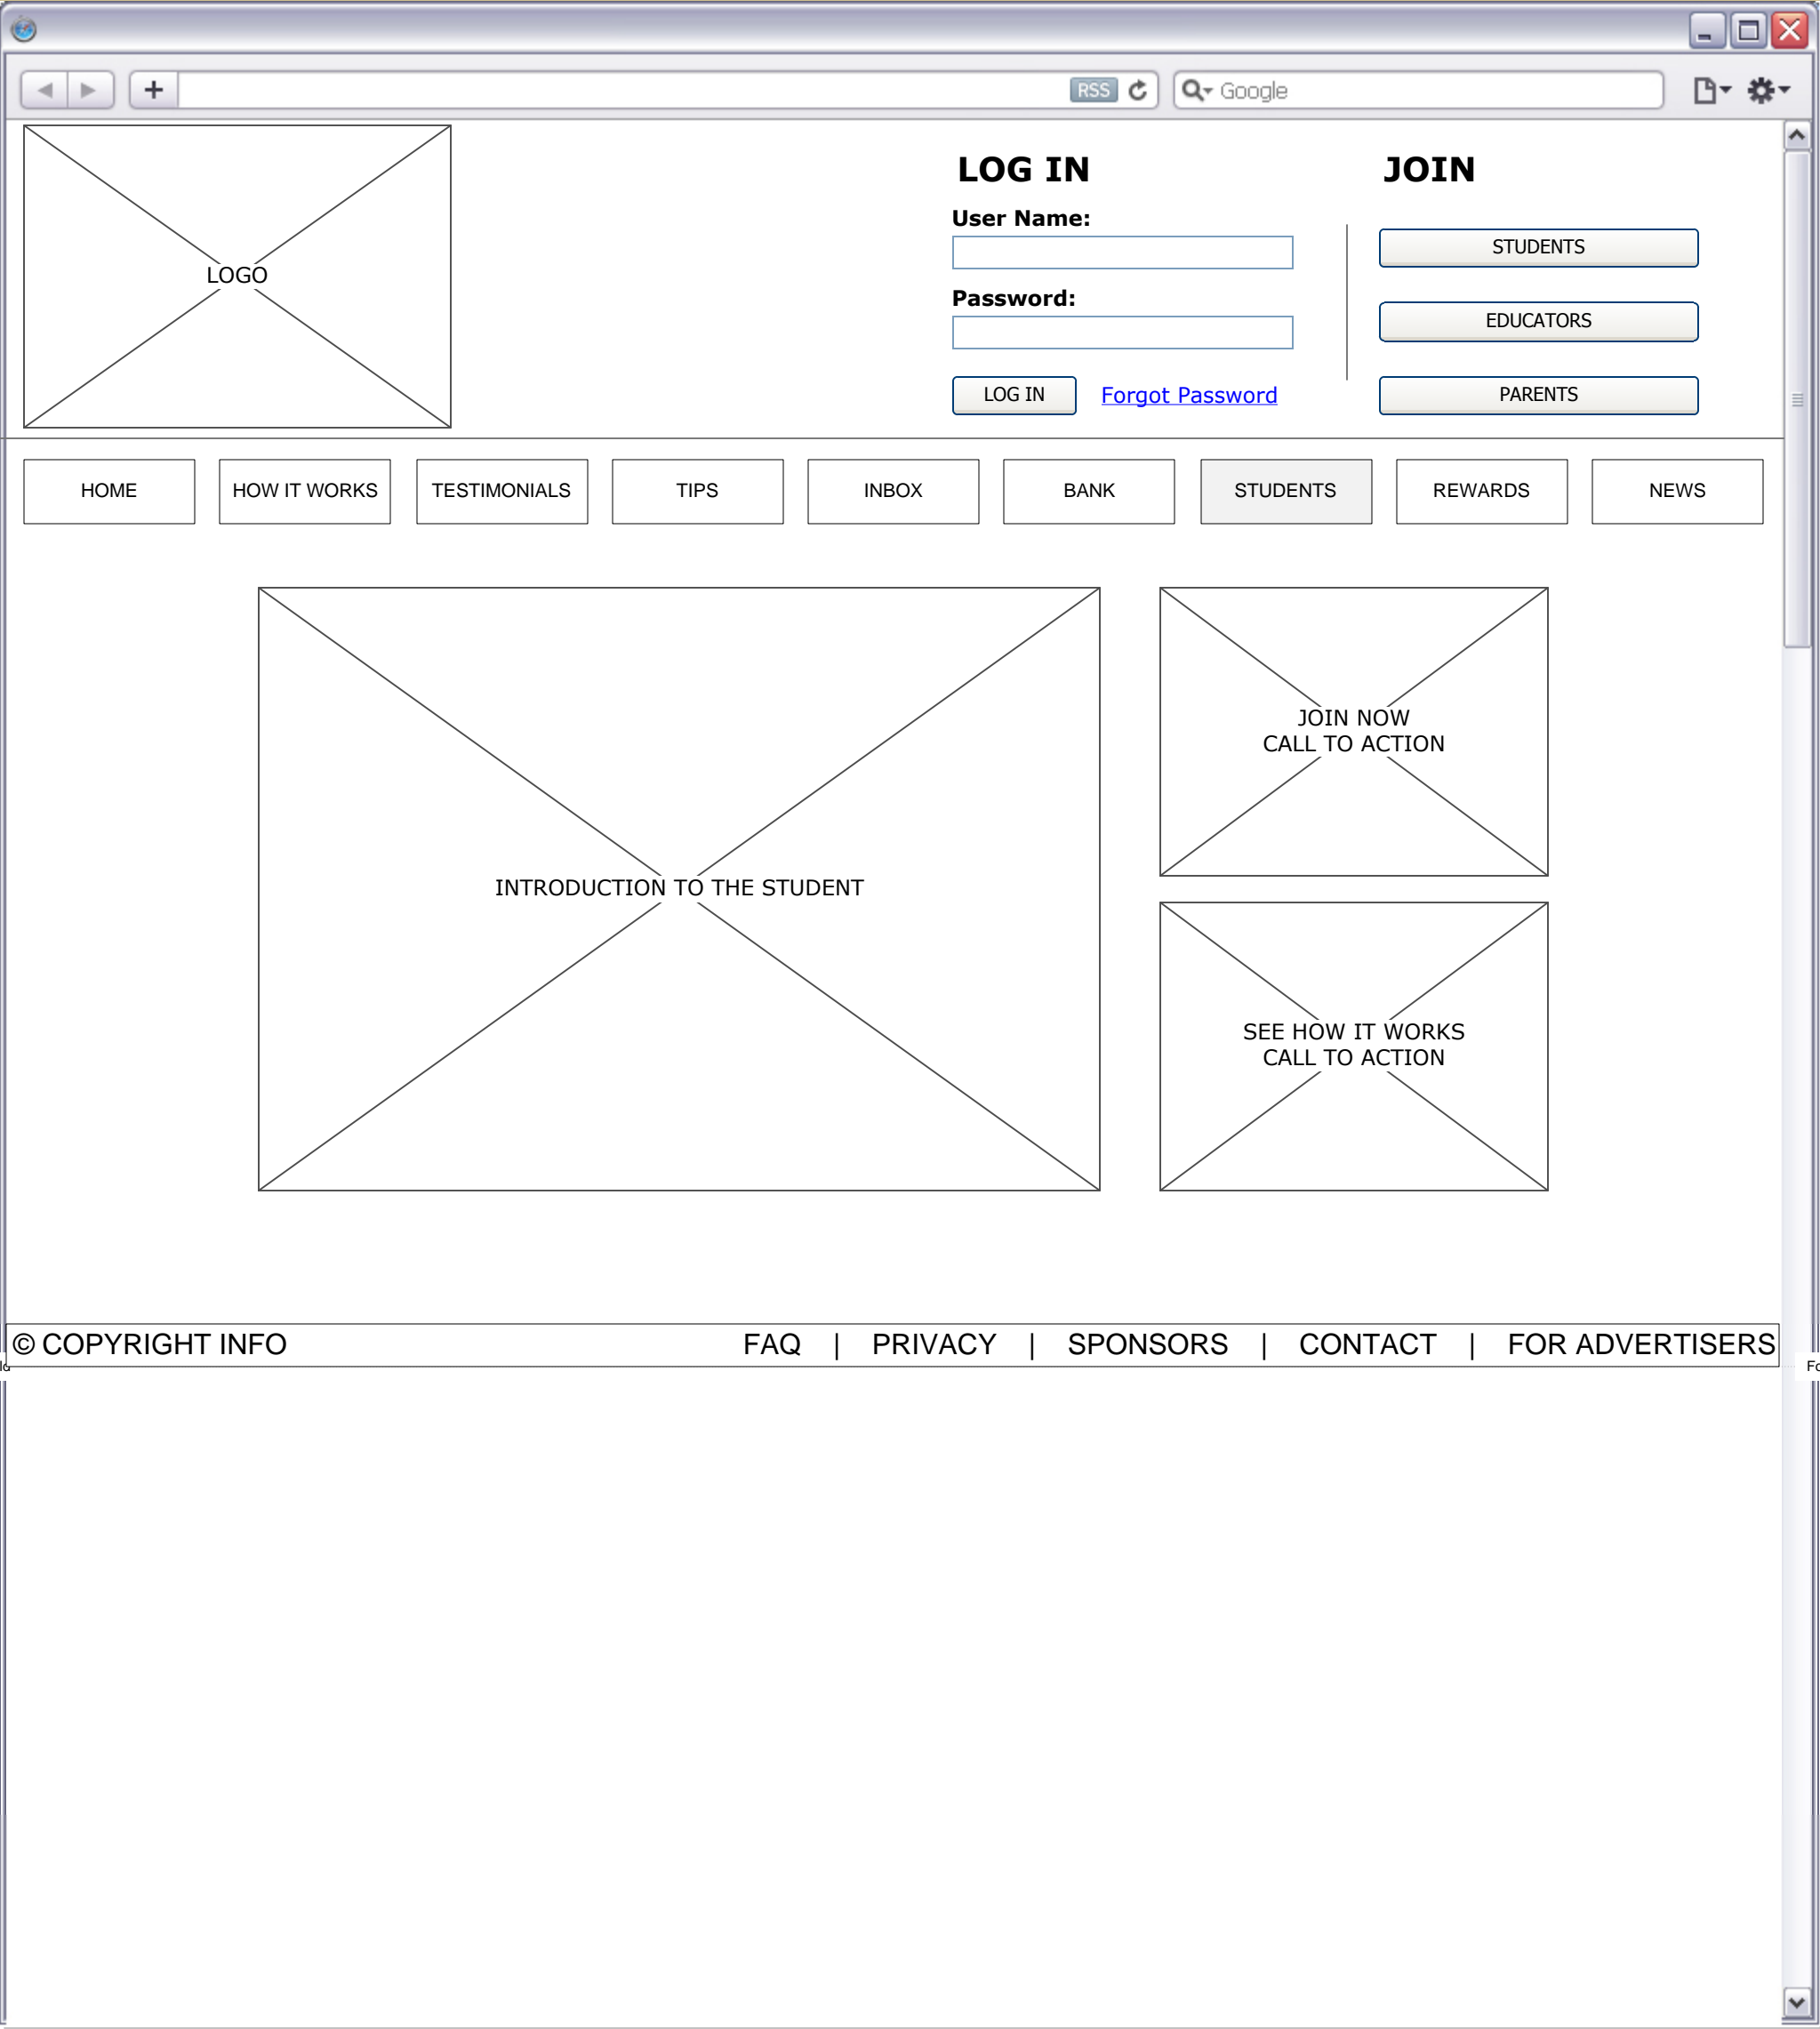 RSS
Google
LOGO
LOG IN
User Name:
Password:
LOG IN Forgot Password
JOIN
STUDENTS
EDUCATORS
PARENTS
HOME HOW IT WORKS TESTIMONIALS TIPS INBOX BANK STUDENTS REWARDS NEWS
INTRODUCTION TO THE STUDENT
JOIN NOW
CALL TO ACTION
SEE HOW IT WORKS
CALL TO ACTION
© COPYRIGHT INFO FAQ | PRIVACY | SPONSORS | CONTACT | FOR ADVERTISERS